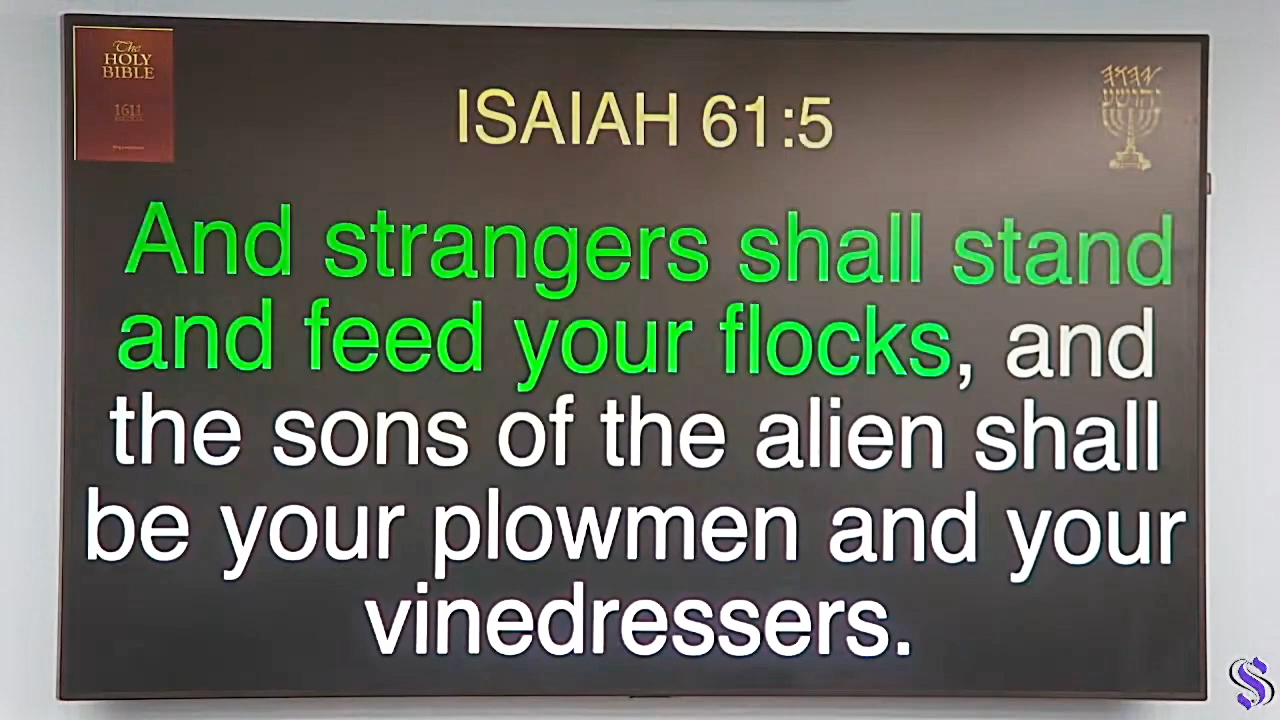 The
HOLY
BIBLE
1611
ISAIAH 61:5
יהושע
And strangers shall stand
and feed your flocks, and
the sons of the alien shall
be your plowmen and your
vinedressers.
S